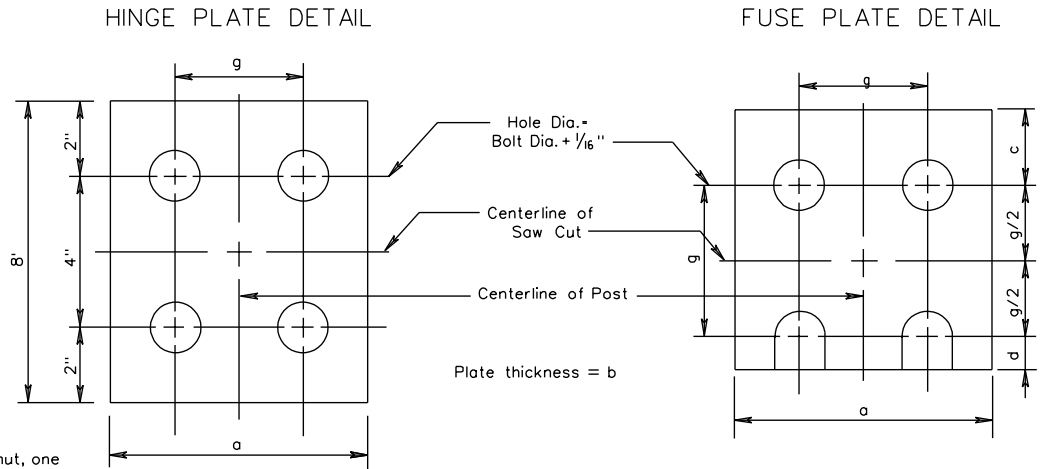 HINGE PLATE DETAIL
FUSE PLATE DETAIL
g
g
2"
Hole Dia.=
Bolt Dia. + 1/16"
c
8'
4"
Centerline of
Saw Cut
g
g/2
g/2
Centerline of Post
2"
Plate thickness = b
d
a
a
nut, one